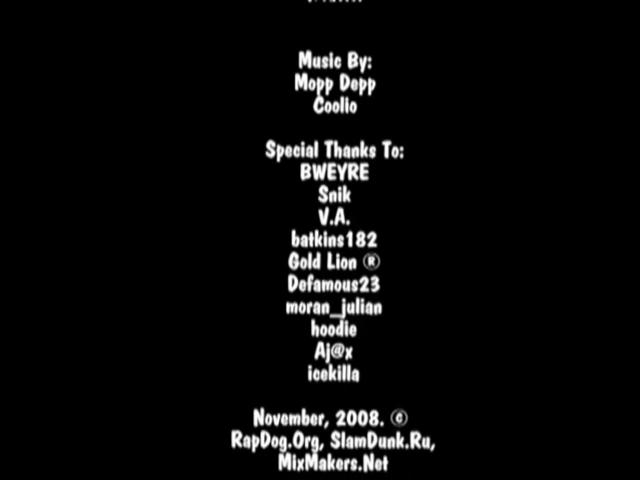 Music By:
Mopp Depp
Coolio
Special Thanks To:
BWEYRE
Snik
V.A.
batkins182
Gold Lion ®
Defamous23
moran_julian
hoodie
Aj@x
icekilla
November, 2008. ©
RapDog.Org, SlamDunk.Ru,
MixMakers.Net